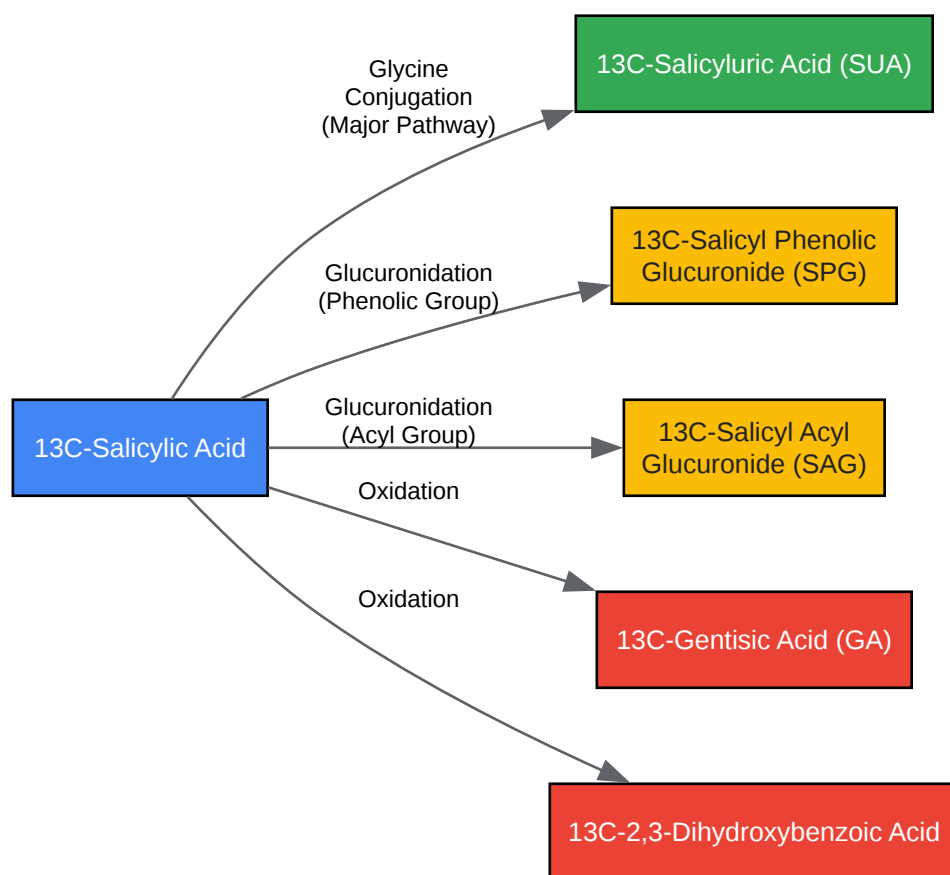 13C-Salicyluric Acid (SUA)
Glycine
Conjugation
(Major Pathway)
13C-Salicyl Phenolic
Glucuronide (SPG)
Glucuronidation
(Phenolic Group)
13C-Salicylic Acid
Glucuronidation
(Acyl Group)
13C-Salicyl Acyl
Glucuronide (SAG)
Oxidation
Oxidation
13C-Gentisic Acid (GA)
13C-2,3-Dihydroxybenzoic Acid